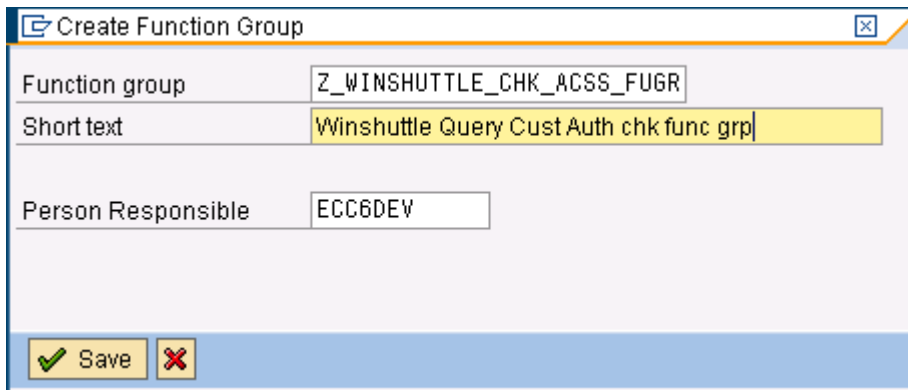 Create Function Group
Function group Z_WINSHUTTLE_CHK_ACSS_FUGR
Short text Winshuttle Query Cust Auth chk func grp
Person Responsible ECC6DEV
Save